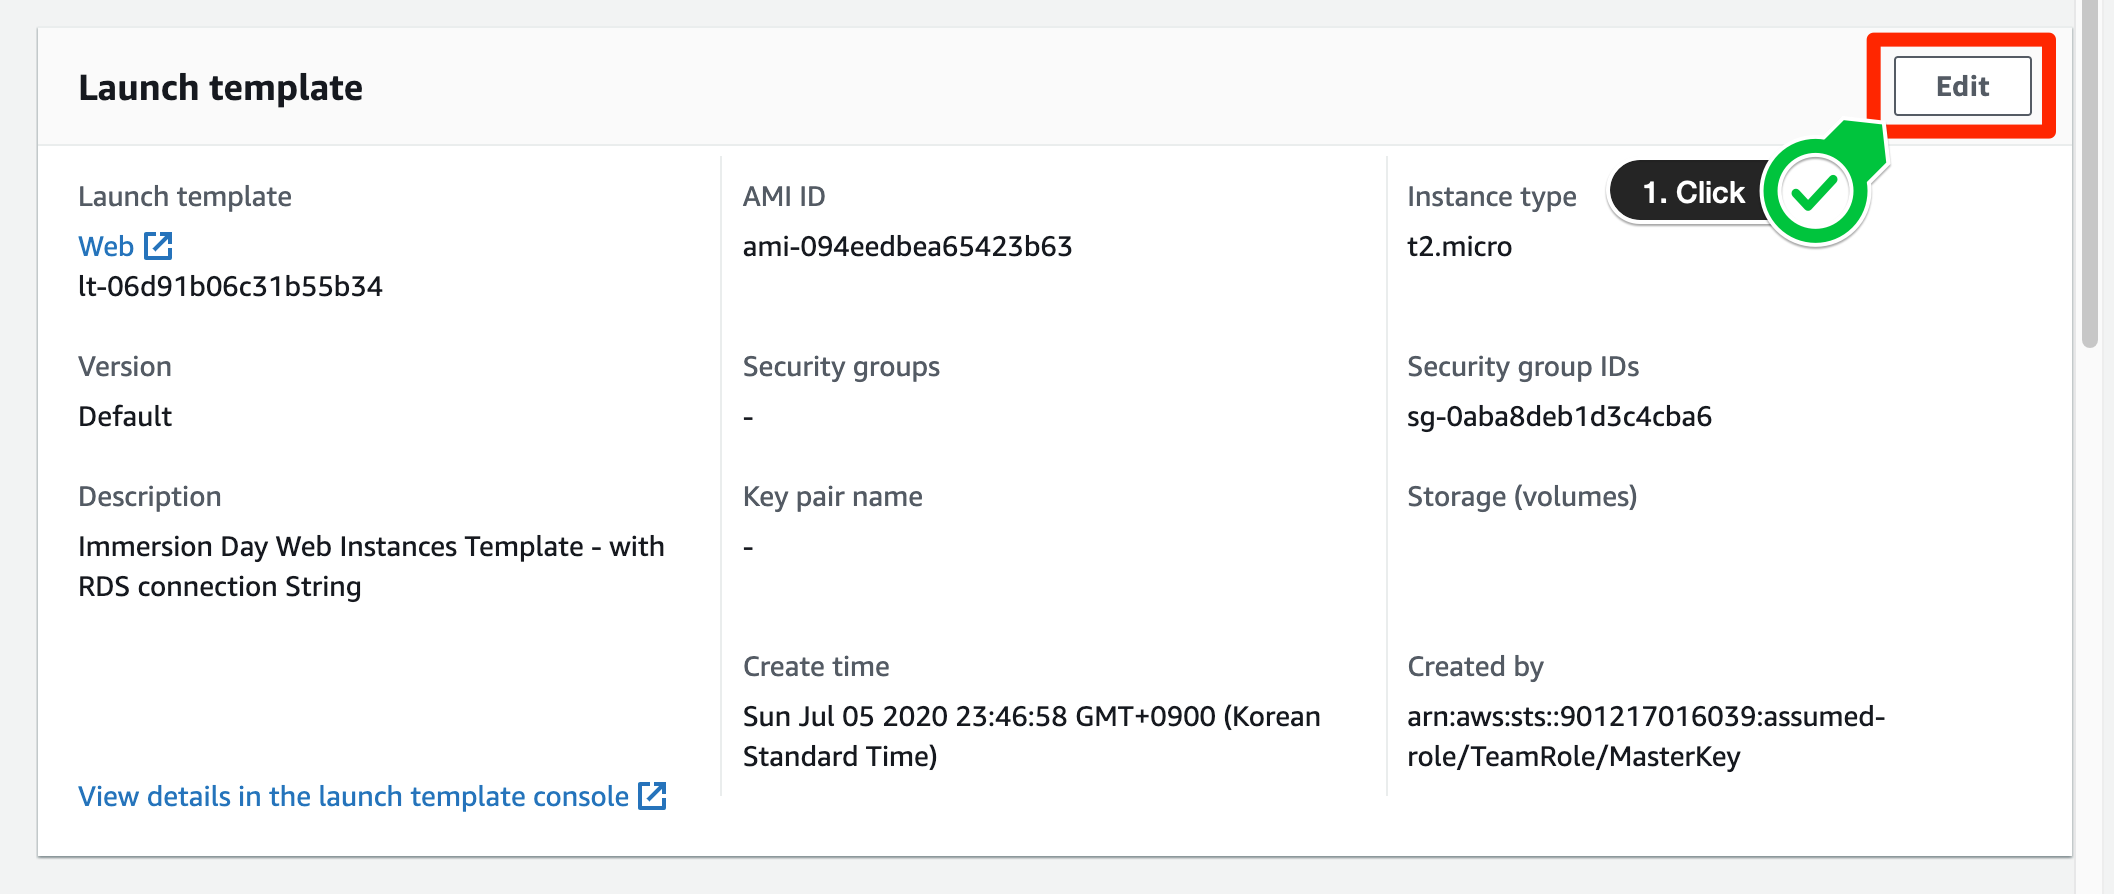 Launch template
Edit
1. Click
Launch template
Web
lt-06d91b06c31b55b34
AMI ID
ami-094eedbea65423b63
Instance type
t2.micro
Version
Default
Security groups
-
Security group IDs
sg-0aba8deb1d3c4cba6
Description
Immersion Day Web Instances Template - with
RDS connection String
Key pair name
-
Storage (volumes)
Create time
Sun Jul 05 2020 23:46:58 GMT+0900 (Korean
Standard Time)
Created by
arn:aws:sts::901217016039:assumed-
role/TeamRole/MasterKey
View details in the launch template console